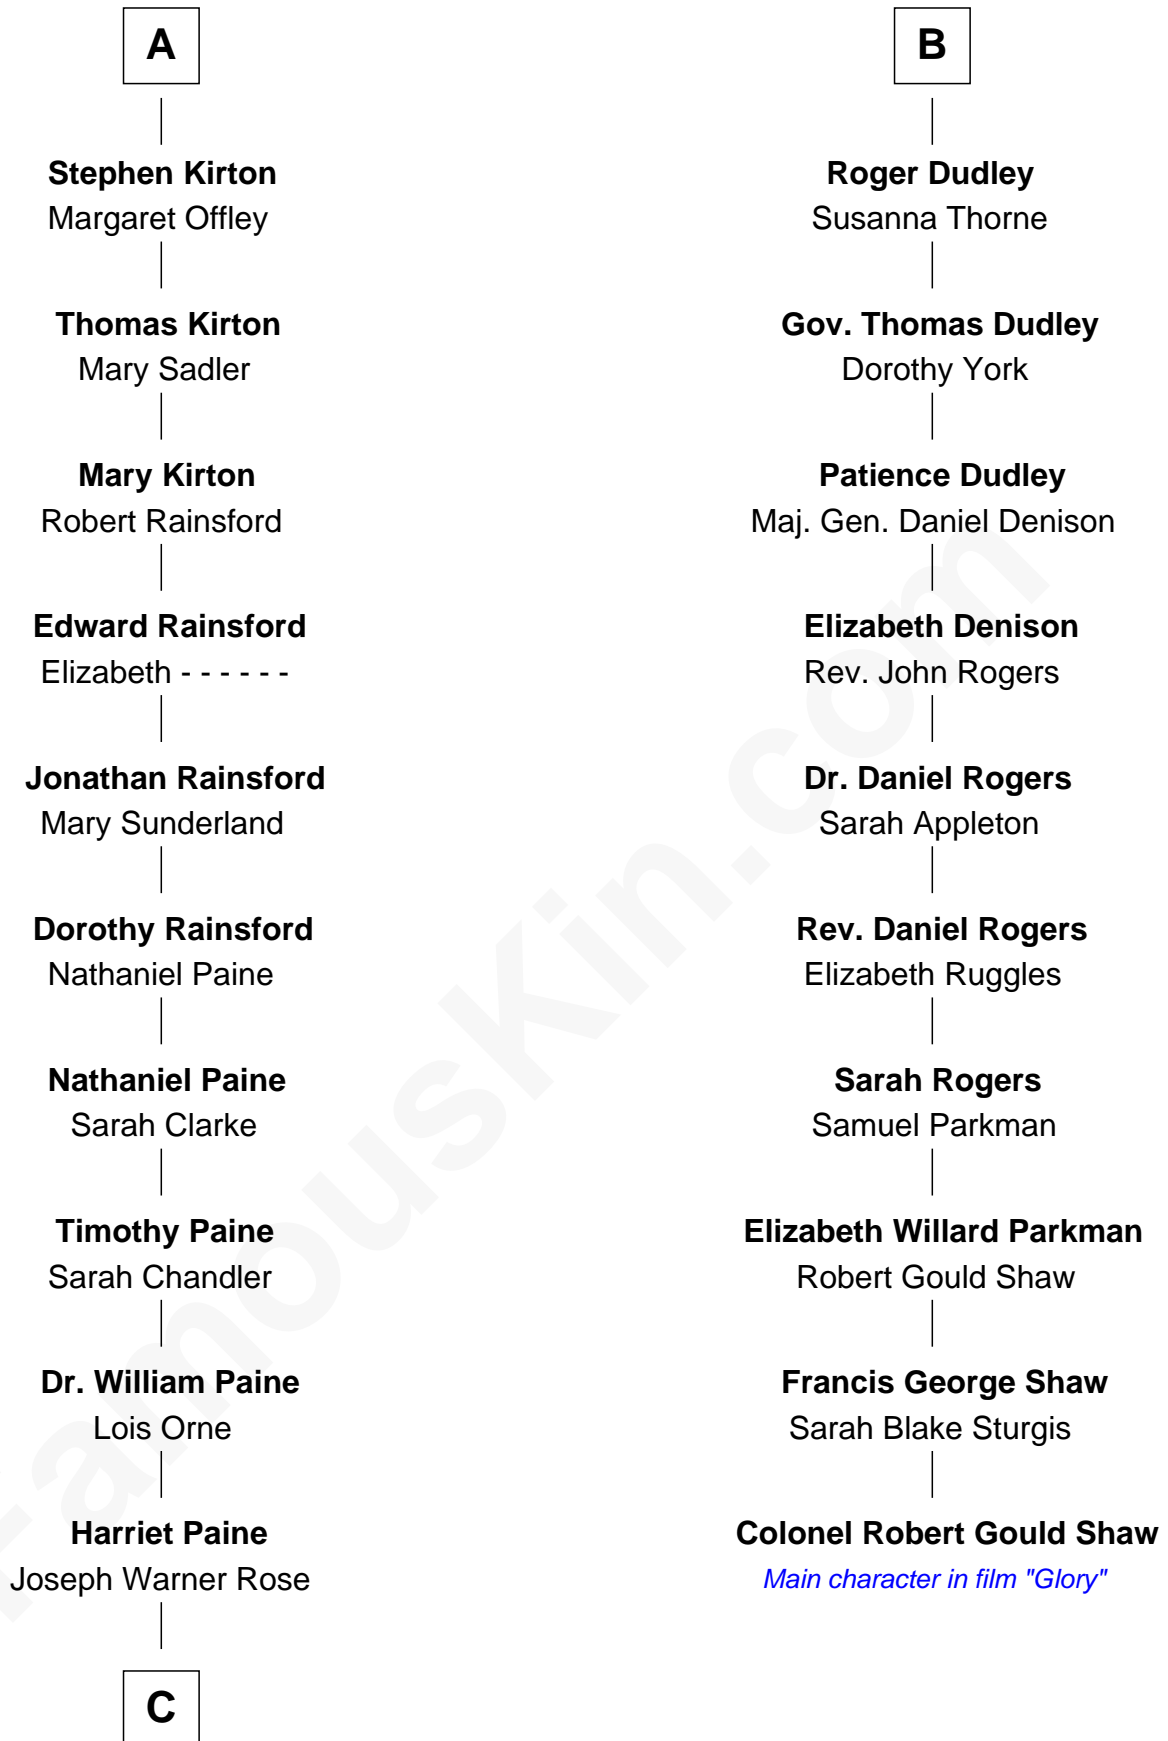 A
Stephen Kirton
Margaret Offley
Thomas Kirton
Mary Sadler
Mary Kirton
Robert Rainsford
Edward Rainsford
Elizabeth - - - - - -
Jonathan Rainsford
Mary Sunderland
Dorothy Rainsford
Nathaniel Paine
Nathaniel Paine
Sarah Clarke
Timothy Paine
Sarah Chandler
Dr. William Paine
Lois Orne
Harriet Paine
Joseph Warner Rose
C
B
Roger Dudley
Susanna Thorne
Gov. Thomas Dudley
Dorothy York
Patience Dudley
Maj. Gen. Daniel Denison
Elizabeth Denison
Rev. John Rogers
Dr. Daniel Rogers
Sarah Appleton
Rev. Daniel Rogers
Elizabeth Ruggles
Sarah Rogers
Samuel Parkman
Elizabeth Willard Parkman
Robert Gould Shaw
Francis George Shaw
Sarah Blake Sturgis
Colonel Robert Gould Shaw
Main character in film "Glory"
FamousKin.com